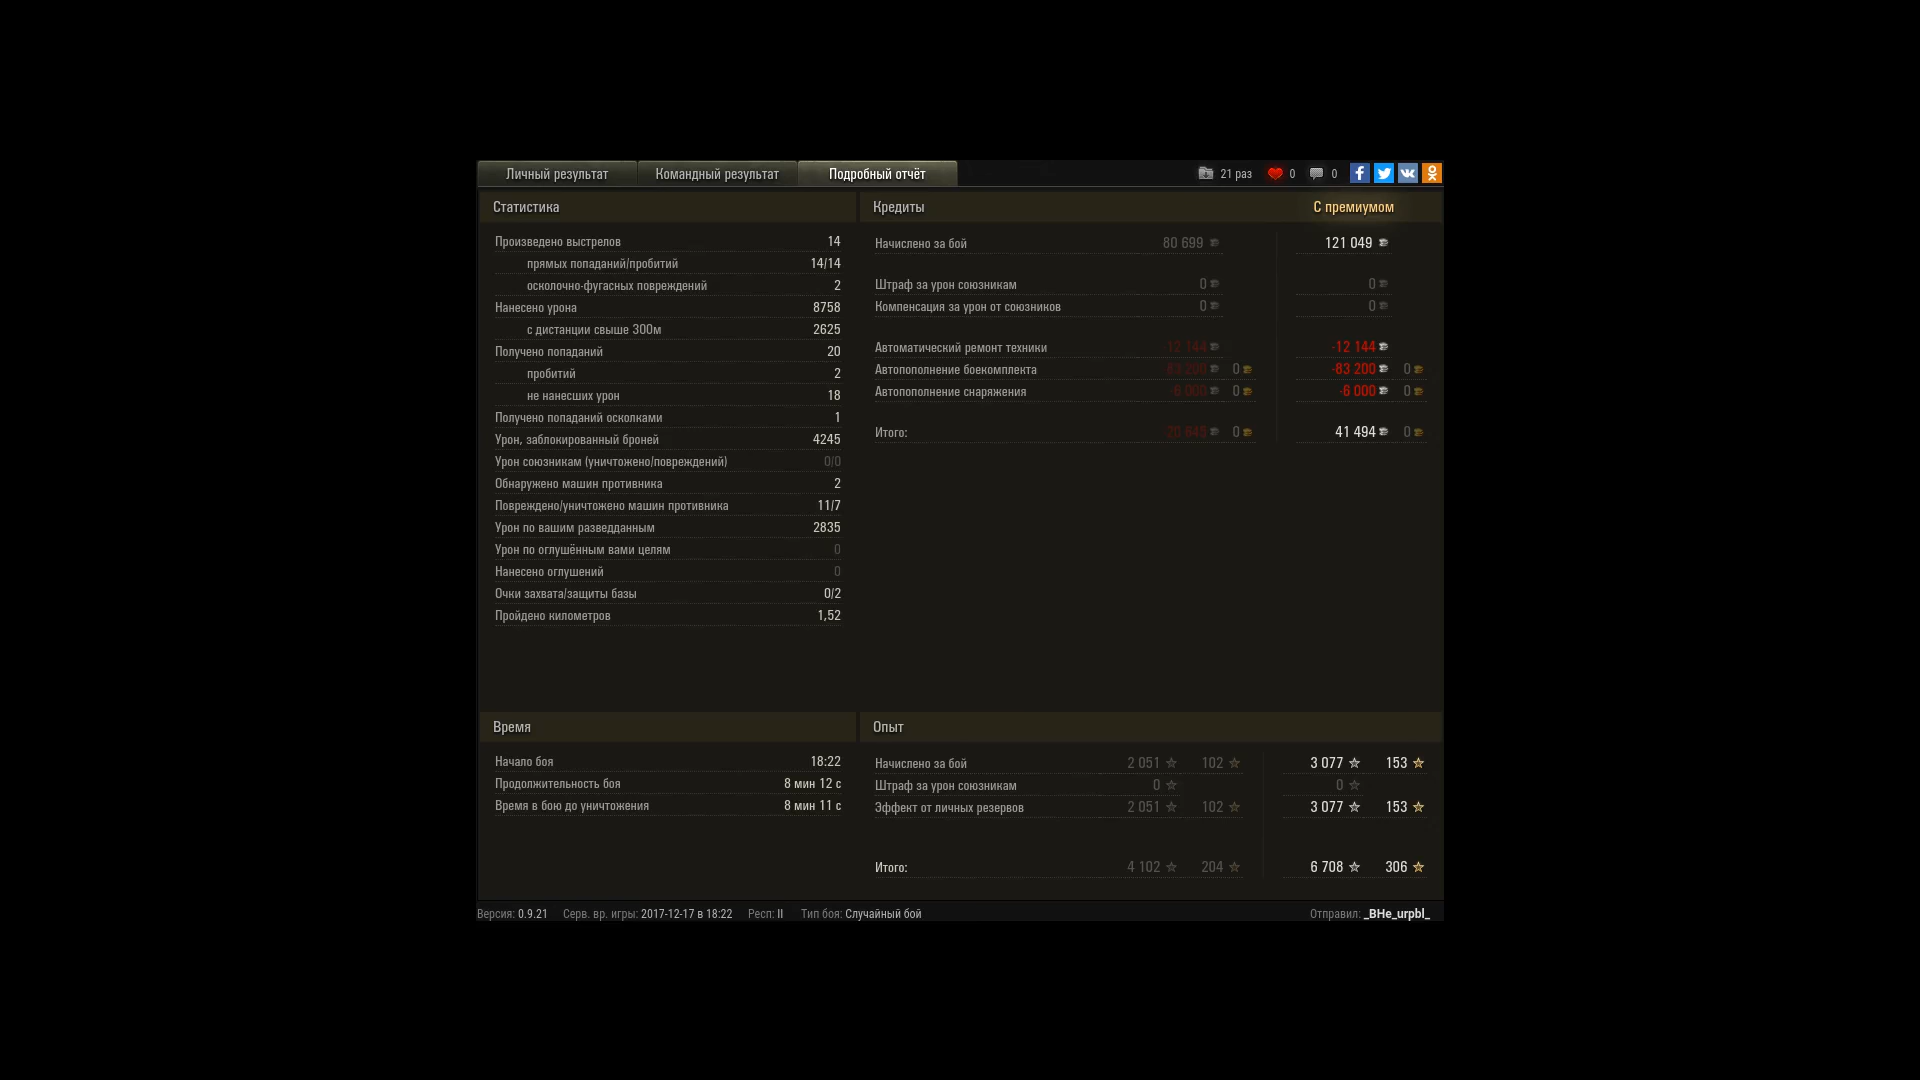 Личный результат Командный результат Подробный отчёт 21 раз 0 0
Статистика
Произведено выстрелов 14
прямых попаданий/пробитий 14/14
осколочно-фугасных повреждений 2
Нанесено урона 8758
с дистанции свыше 300м 2625
Получено попаданий 20
пробитий 2
не нанесших урон 18
Получено попаданий осколками 1
Урон, заблокированный броней 4245
Урон союзникам (уничтожено/повреждений) 0/0
Обнаружено машин противника 2
Повреждено/уничтожено машин противника 11/7
Урон по вашим разведданным 2835
Урон по оглушённым вами целям 0
Нанесено оглушений 0
Очки захвата/защиты базы 0/2
Пройдено километров 1,52
Кредиты С премиумом
Начислено за бой 80 699 121 049
Штраф за урон союзникам 0 0
Компенсация за урон от союзников 0 0
Автоматический ремонт техники 12 144 -12 144
Автопополнение боекомплекта 83 200 0 -83 200 0
Автопополнение снаряжения -6 000 0 -6 000 0
Итого: 20 645 0 41 494 0
Время
Начало боя 18:22
Продолжительность боя 8 мин 12 с
Время в бою до уничтожения 8 мин 11 с
Опыт
Начислено за бой 2 051 102 3 077 153
Штраф за урон союзникам 0 0
Эффект от личных резервов 2 051 102 3 077 153
Итого: 4 102 204 6 708 306
Версия: 0.9.21 Серв. вр. игры: 2017-12-17 в 18:22 Респ: II Тип боя: Случайный бой Отправил: _BHe_urpbl_